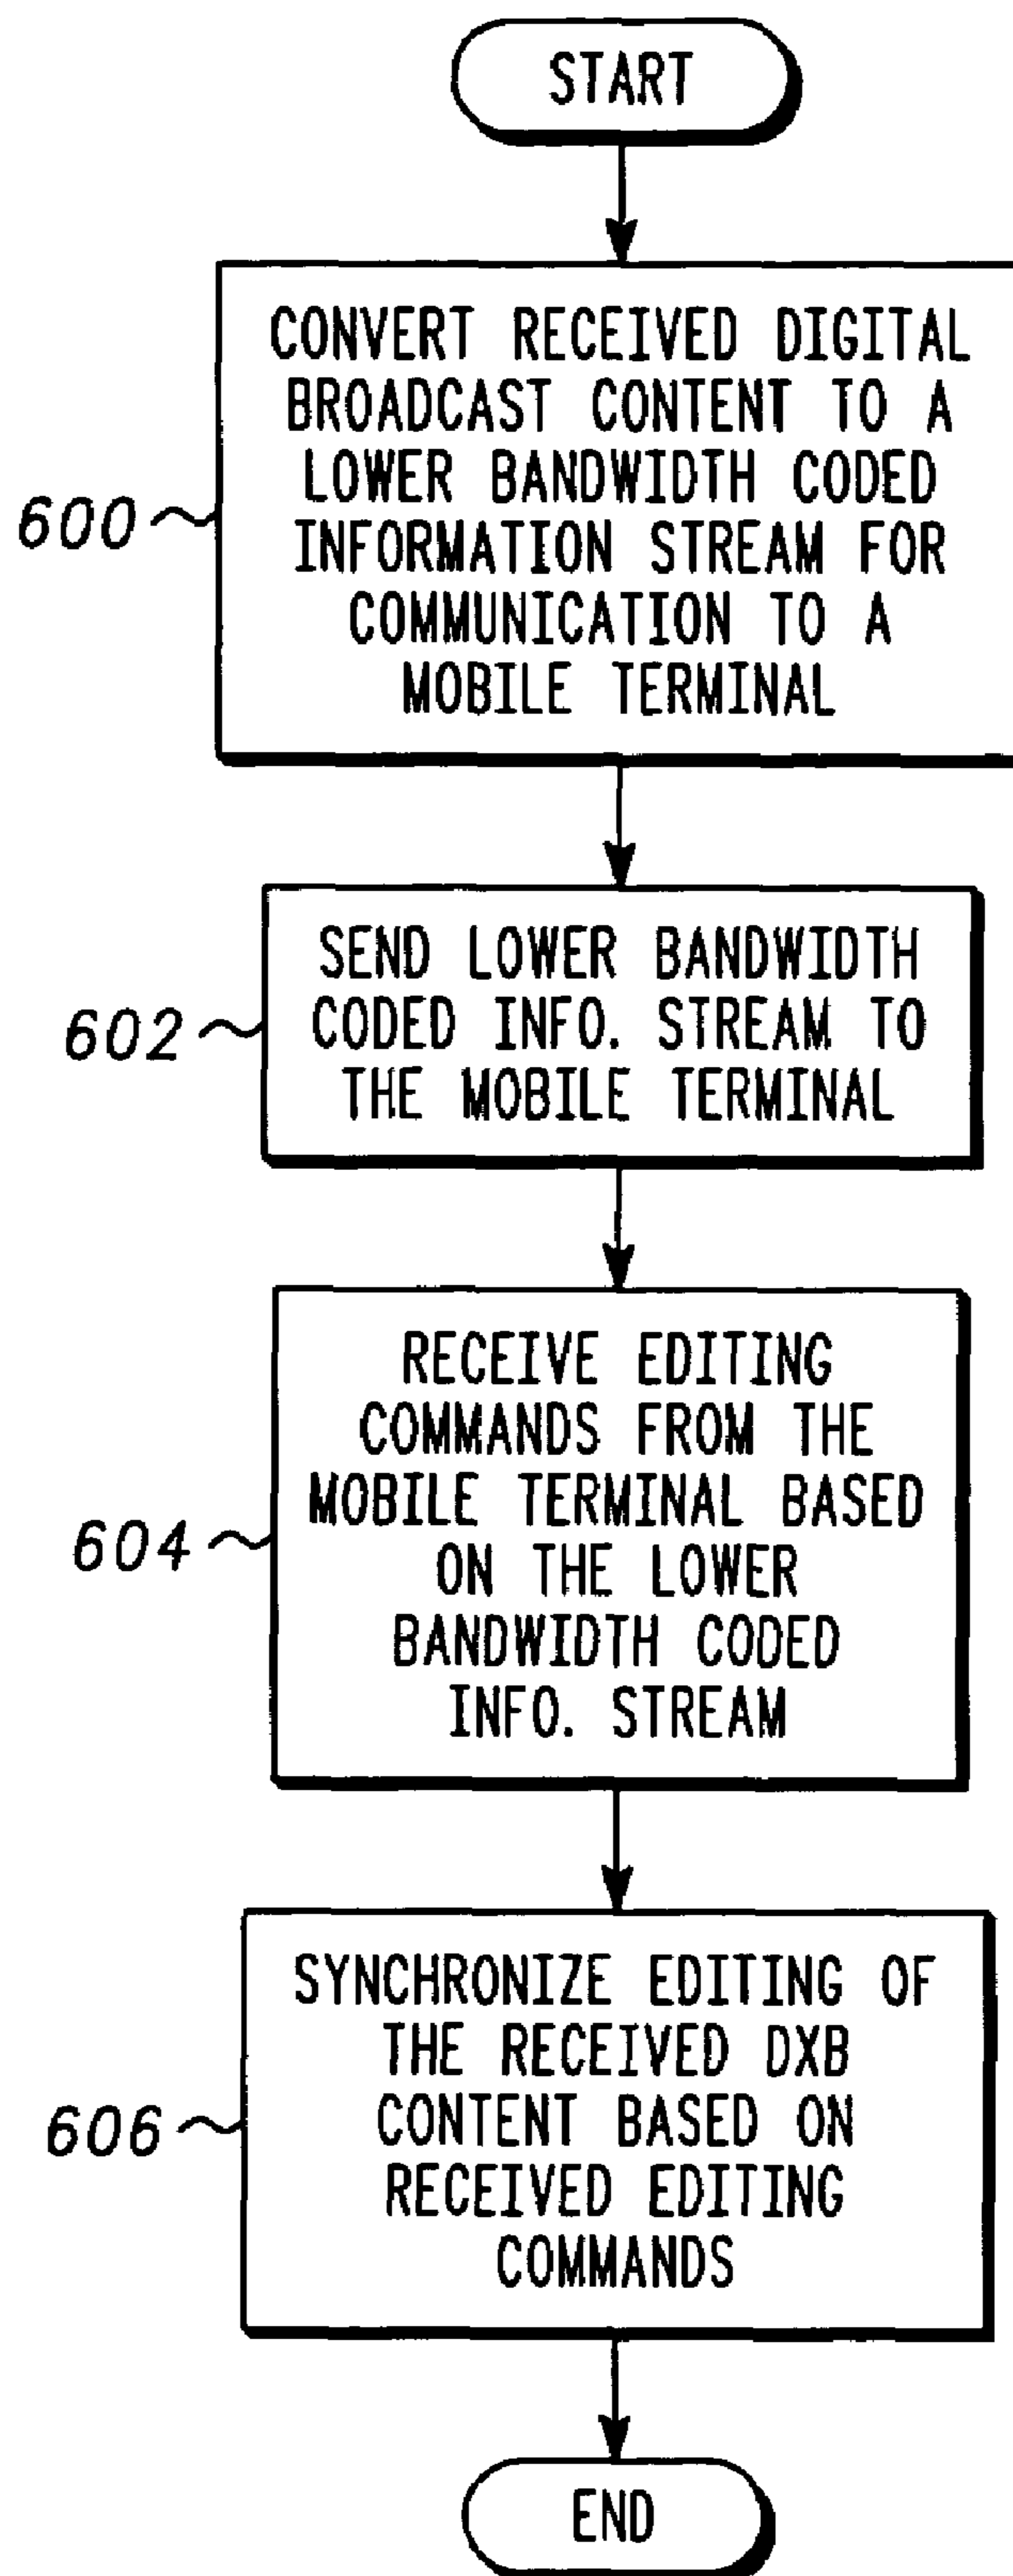 START
CONVERT RECEIVED DIGITAL
BROADCAST CONTENT TO A
LOWER BANDWIDTH CODED
INFORMATION STREAM FOR
COMMUNICATION TO A
MOBILE TERMINAL
600
SEND LOWER BANDWIDTH
CODED INFO. STREAM TO
THE MOBILE TERMINAL
602
RECEIVE EDITING
COMMANDS FROM THE
MOBILE TERMINAL BASED
ON THE LOWER
BANDWIDTH CODED
INFO. STREAM
604
SYNCHRONIZE EDITING OF
THE RECEIVED DXB
CONTENT BASED ON
RECEIVED EDITING
COMMANDS
606
END